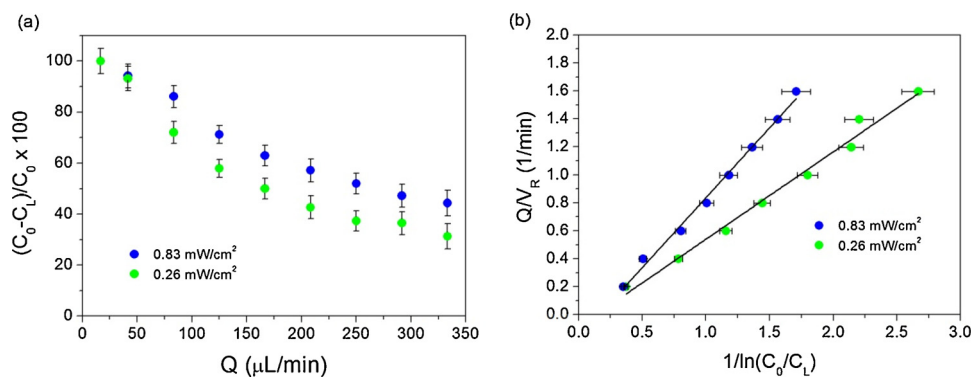 (a)
(C₀-C_L)/C₀ x 100
100
80
60
40
20
0
0.83 mW/cm²
0.26 mW/cm²
0 50 100 150 200 250 300 350
Q (μL/min)
(b)
Q/V_R (1/min)
2.0
1.8
1.6
1.4
1.2
1.0
0.8
0.6
0.4
0.2
0.0
0.83 mW/cm²
0.26 mW/cm²
0.0 0.5 1.0 1.5 2.0 2.5 3.0
1/ln(C₀/C_L)